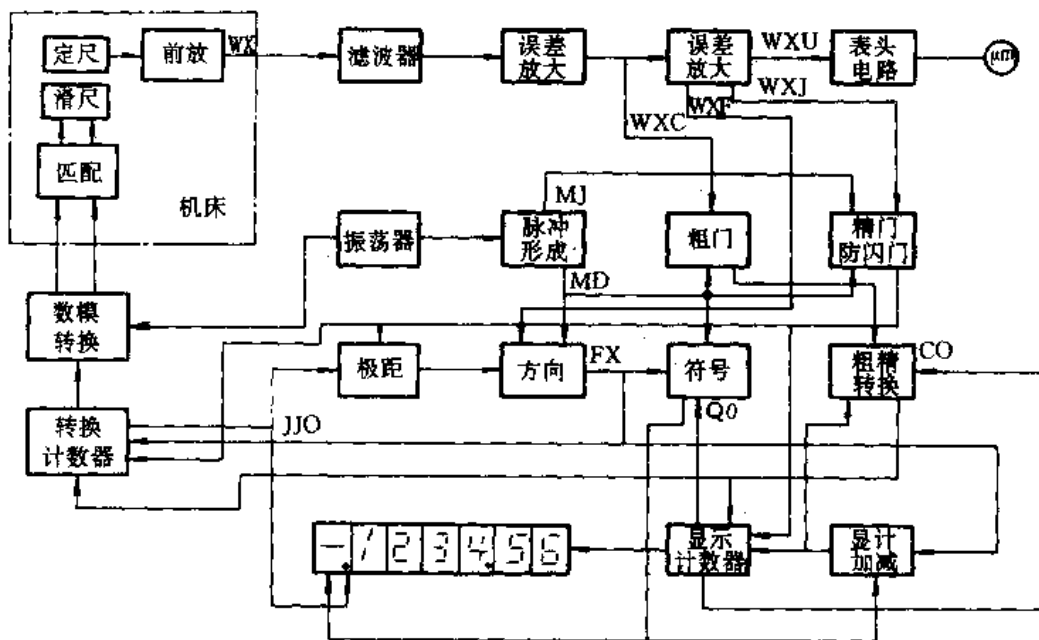 定尺
前放
WX
滤波器
误差
放大
误差
放大
WXU
表头
电路
μm
滑尺
WXF
WXJ
WXC
匹配
机床
MJ
振荡器
脉冲
形成
粗门
精门
防闪门
MD
数模
转换
极距
方向
FX
符号
粗精
转换
CO
转换
计数器
JJO
Q0
-1234.56
显示
计数器
显计
加减